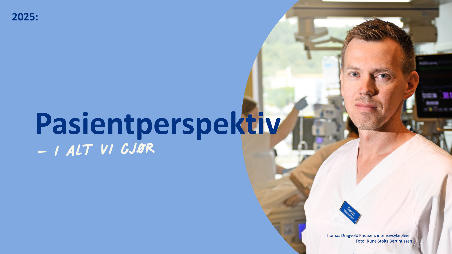 2025:
Pasientperspektiv
– I ALT VI GJØR